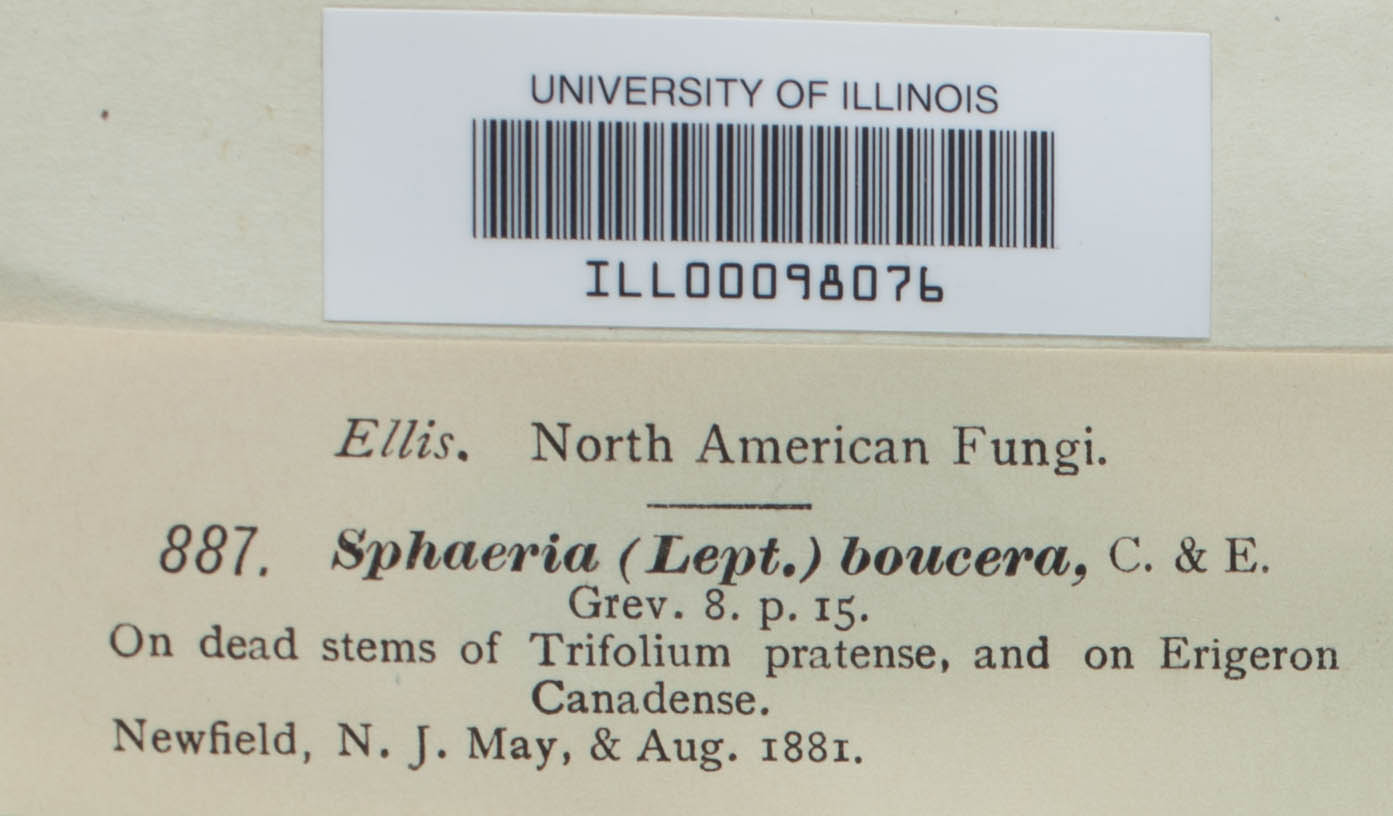 UNIVERSITY OF ILLINOIS
ILL00098076
Ellis. North American Fungi.
887. Sphaeria (Lept.) boucera, C. & E.
Grev. 8. p. 15.
On dead stems of Trifolium pratense, and on Erigeron
Canadense.
Newfield, N. J. May, & Aug. 1881.